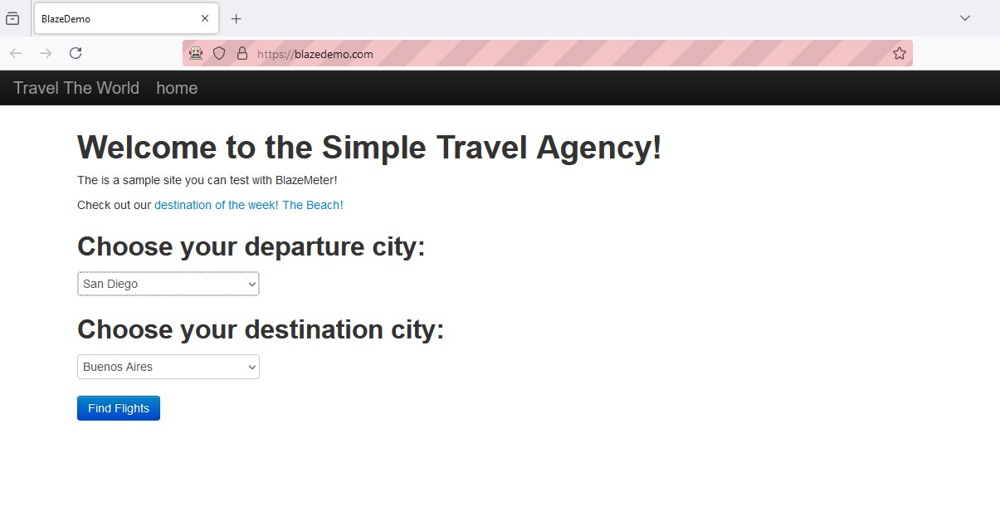 BlazeDemo
https://blazedemo.com
Travel The World home
Welcome to the Simple Travel Agency!
The is a sample site you can test with BlazeMeter!
Check out our destination of the week! The Beach!
Choose your departure city:
San Diego
Choose your destination city:
Buenos Aires
Find Flights